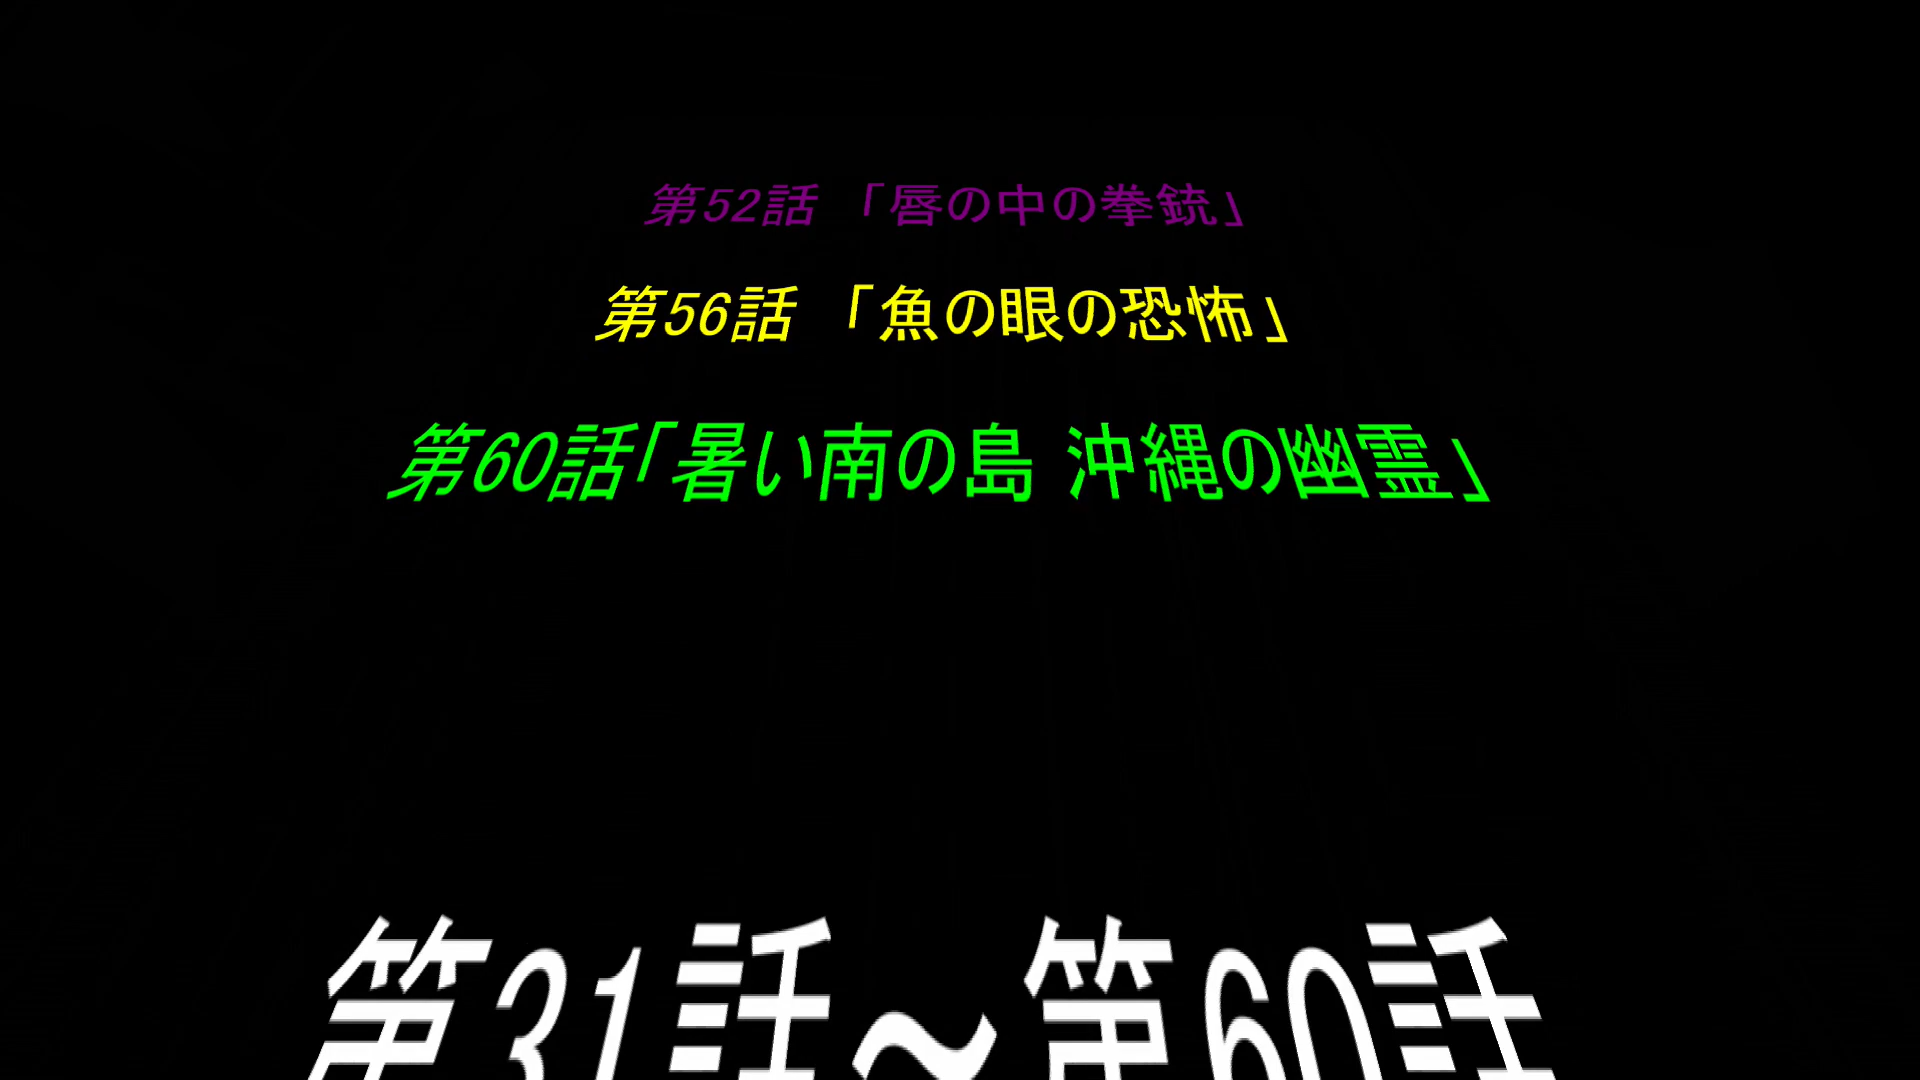 第52話 「唇の中の拳銃」
第56話 「魚の眼の恐怖」
第60話「暑い南の島 沖縄の幽霊」
第31話～第60話